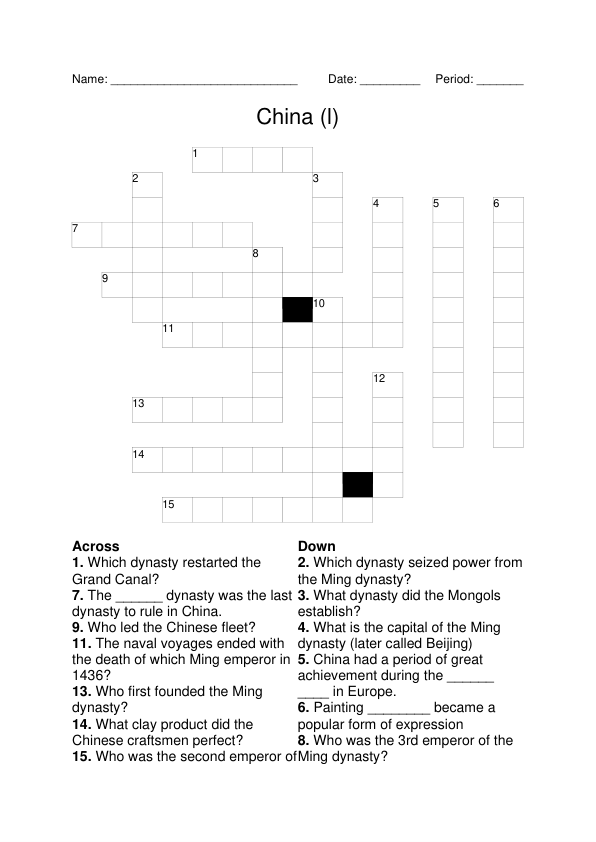 Name: ____________________________ Date: _________ Period: _______
China (I)
1
2
3
4
5
6
7
8
9
10
11
12
13
14
15
Across
1. Which dynasty restarted the
Grand Canal?
7. The ______ dynasty was the last
dynasty to rule in China.
9. Who led the Chinese fleet?
11. The naval voyages ended with
the death of which Ming emperor in
1436?
13. Who first founded the Ming
dynasty?
14. What clay product did the
Chinese craftsmen perfect?
15. Who was the second emperor of
Down
2. Which dynasty seized power from
the Ming dynasty?
3. What dynasty did the Mongols
establish?
4. What is the capital of the Ming
dynasty (later called Beijing)
5. China had a period of great
achievement during the ______
____ in Europe.
6. Painting ________ became a
popular form of expression
8. Who was the 3rd emperor of the
Ming dynasty?